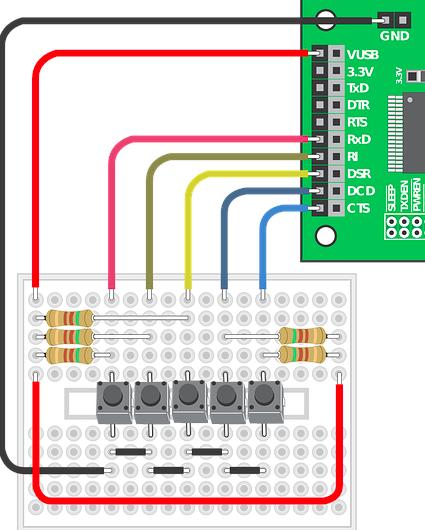 GND
VUSB
3.3V
TxD
DTR
RTS
RxD
RI
DSR
DCD
CTS
3.3V
SLEEP
TXDEN
PWREN